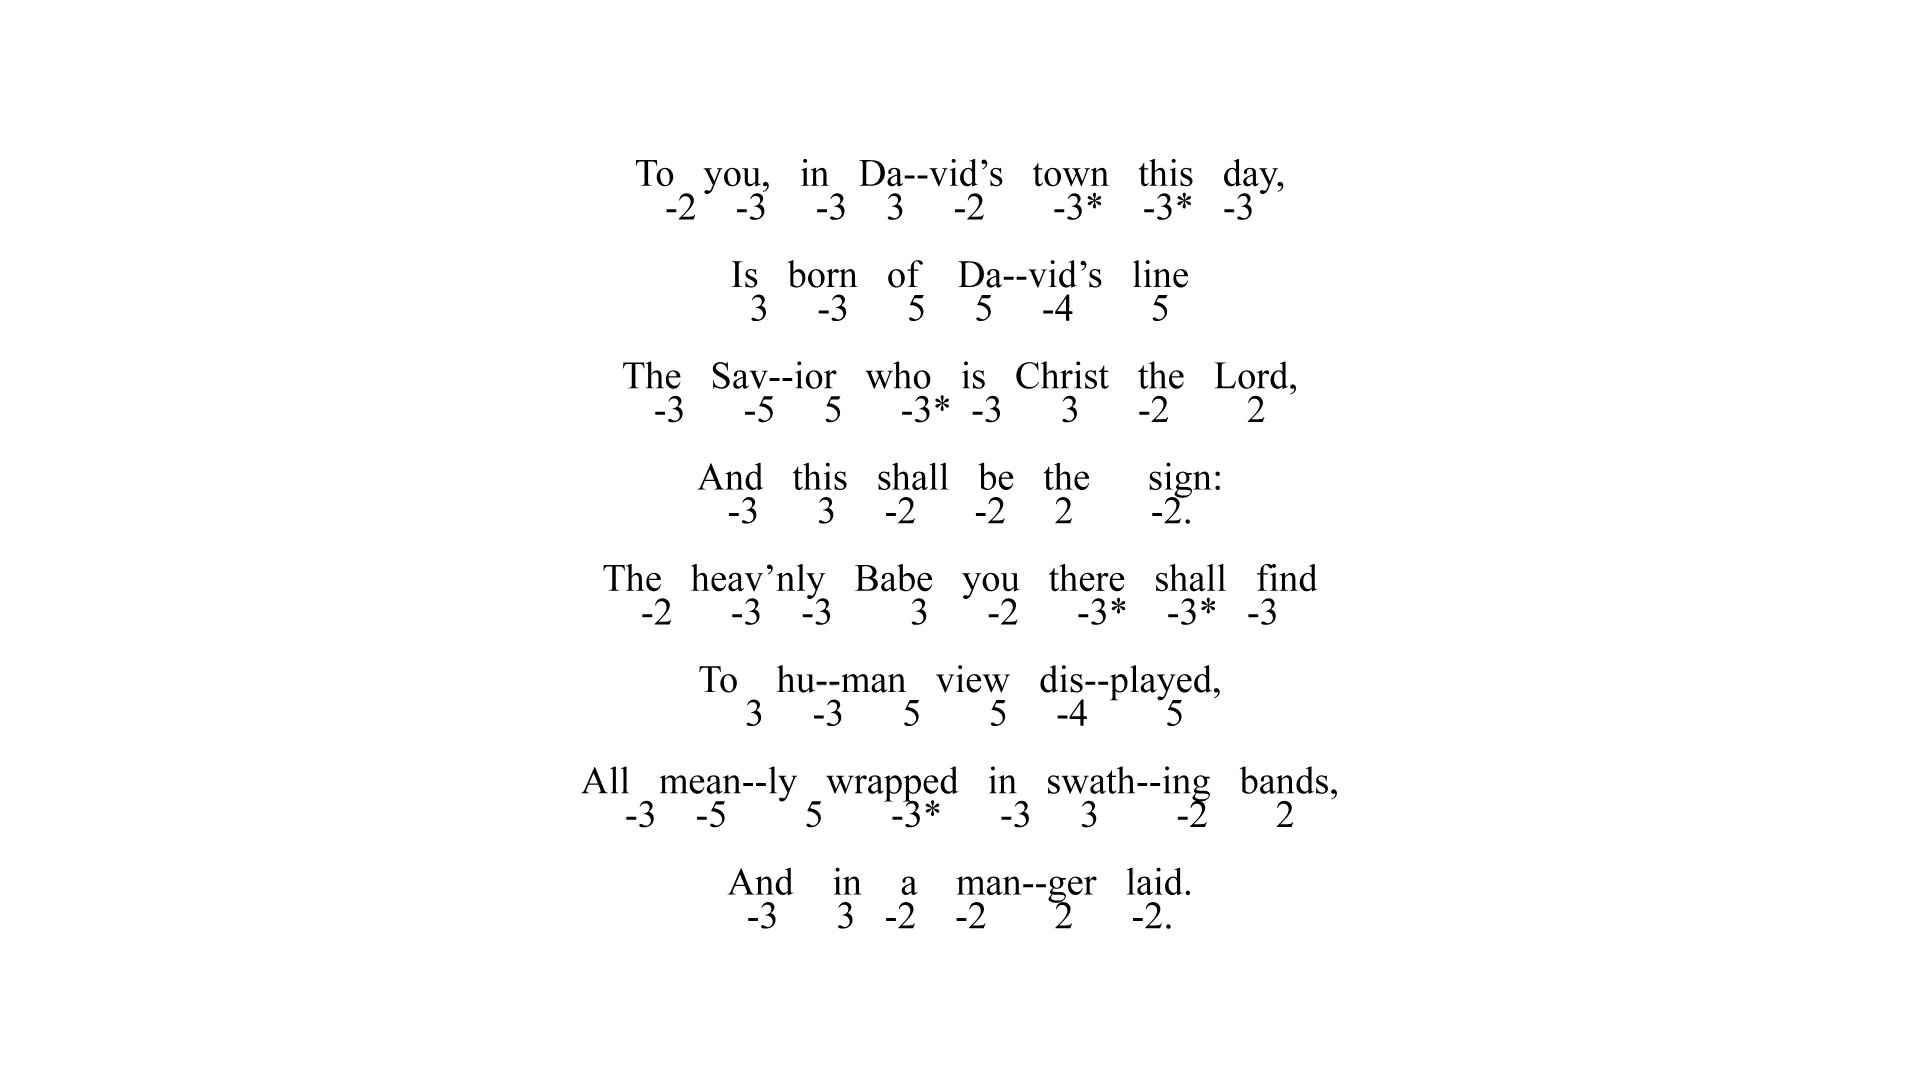 To you, in Da--vid’s town this day,
-2 -3 -3 3 -2 -3* -3* -3
Is born of Da--vid’s line
3 -3 5 5 -4 5
The Sav--ior who is Christ the Lord,
-3 -5 5 -3* -3 3 -2 2
And this shall be the sign:
-3 3 -2 -2 2 -2.
The heav’nly Babe you there shall find
-2 -3 -3 3 -2 -3* -3* -3
To hu--man view dis--played,
3 -3 5 5 -4 5
All mean--ly wrapped in swath--ing bands,
-3 -5 5 -3* -3 3 -2 2
And in a man--ger laid.
-3 3 -2 -2 2 -2.